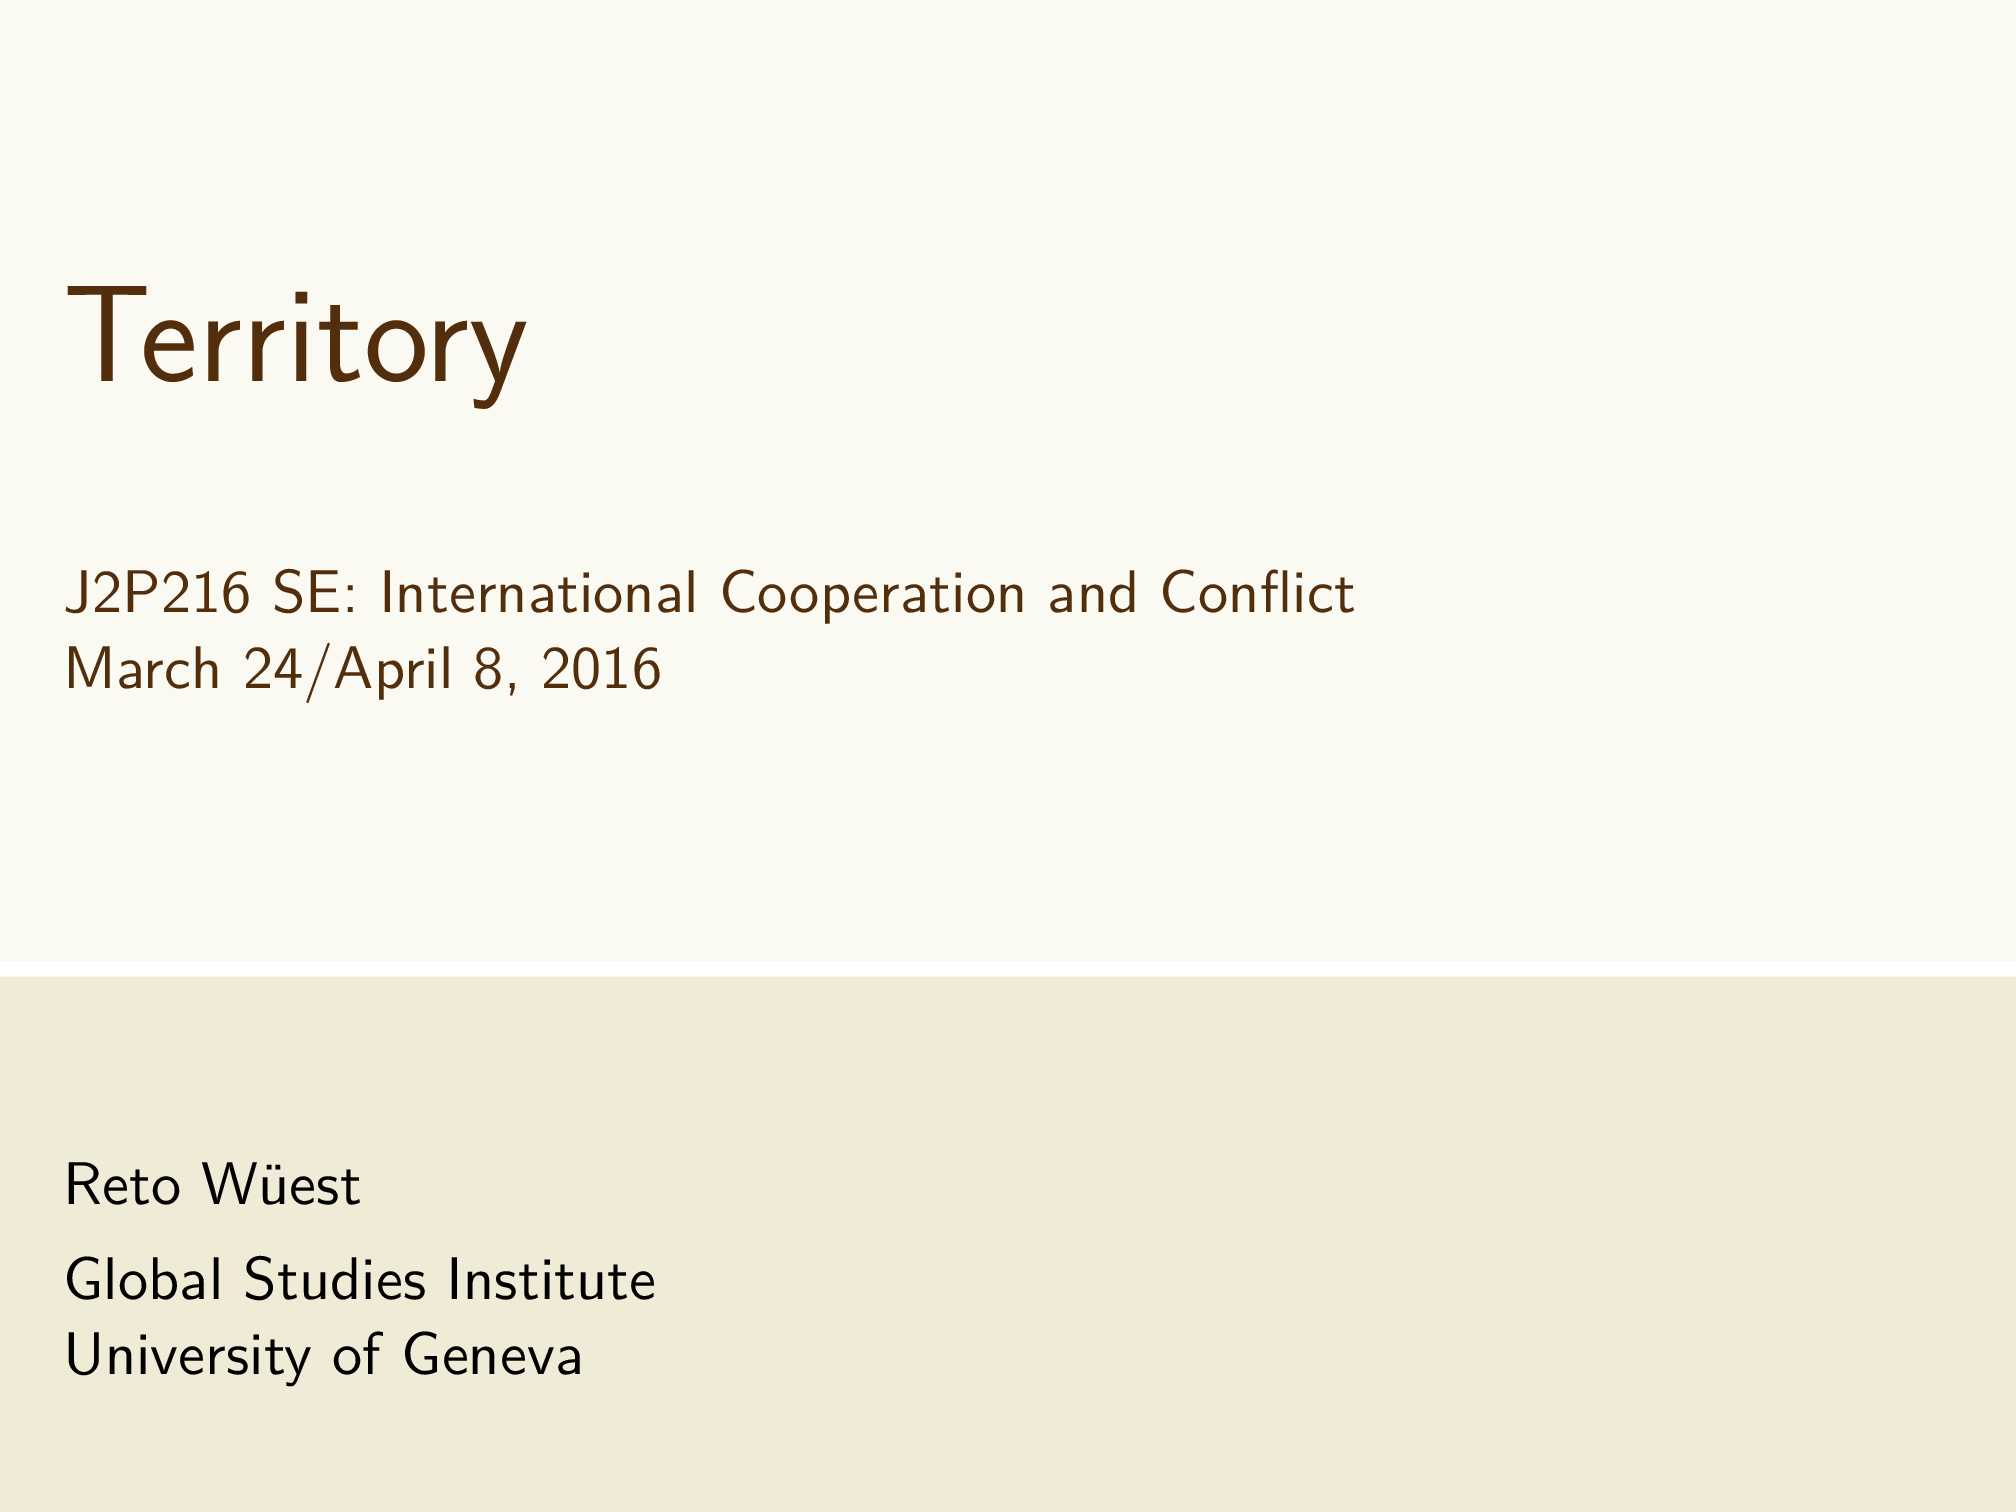 Territory
J2P216 SE: International Cooperation and Conflict
March 24/April 8, 2016
Reto Wüest
Global Studies Institute
University of Geneva